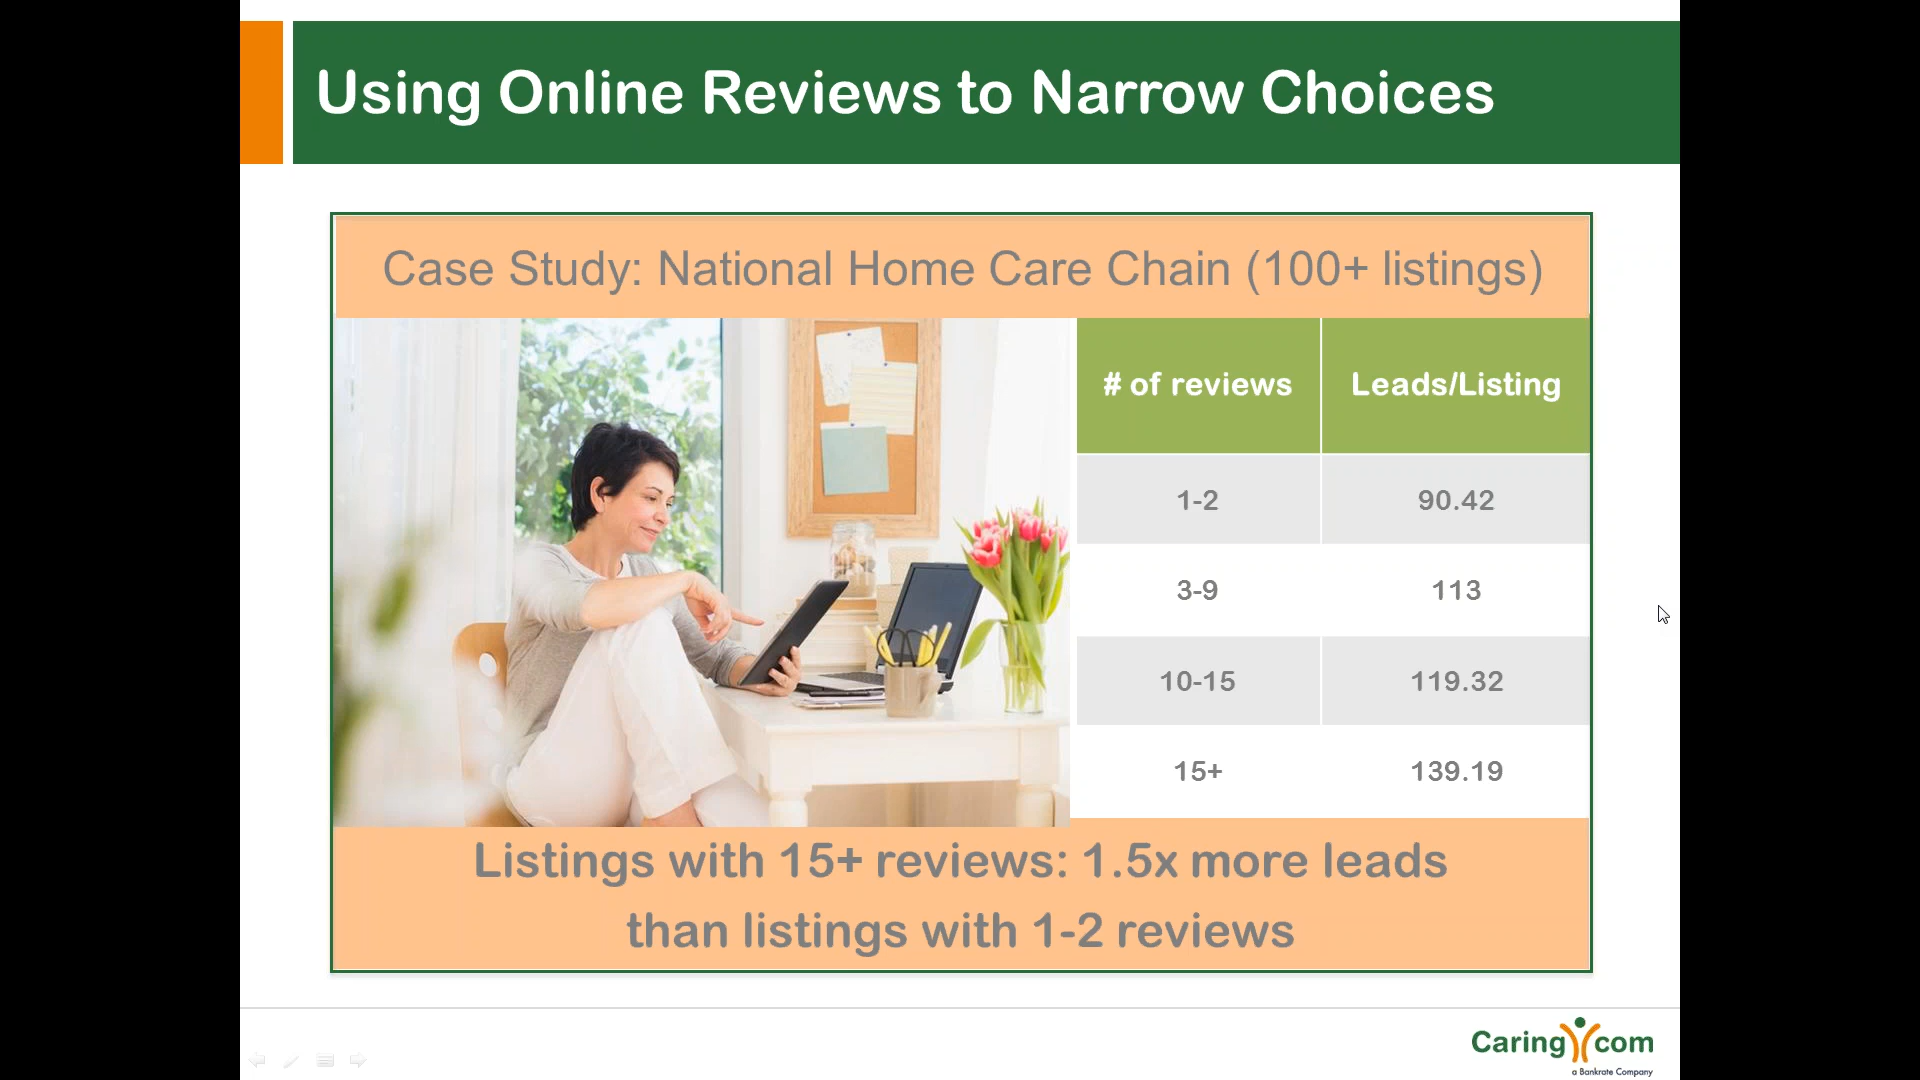 Using Online Reviews to Narrow Choices
Case Study: National Home Care Chain (100+ listings)
# of reviews Leads/Listing
1-2 90.42
3-9 113
10-15 119.32
15+ 139.19
Listings with 15+ reviews: 1.5x more leads
than listings with 1-2 reviews
Caring com
a Bankrate Company